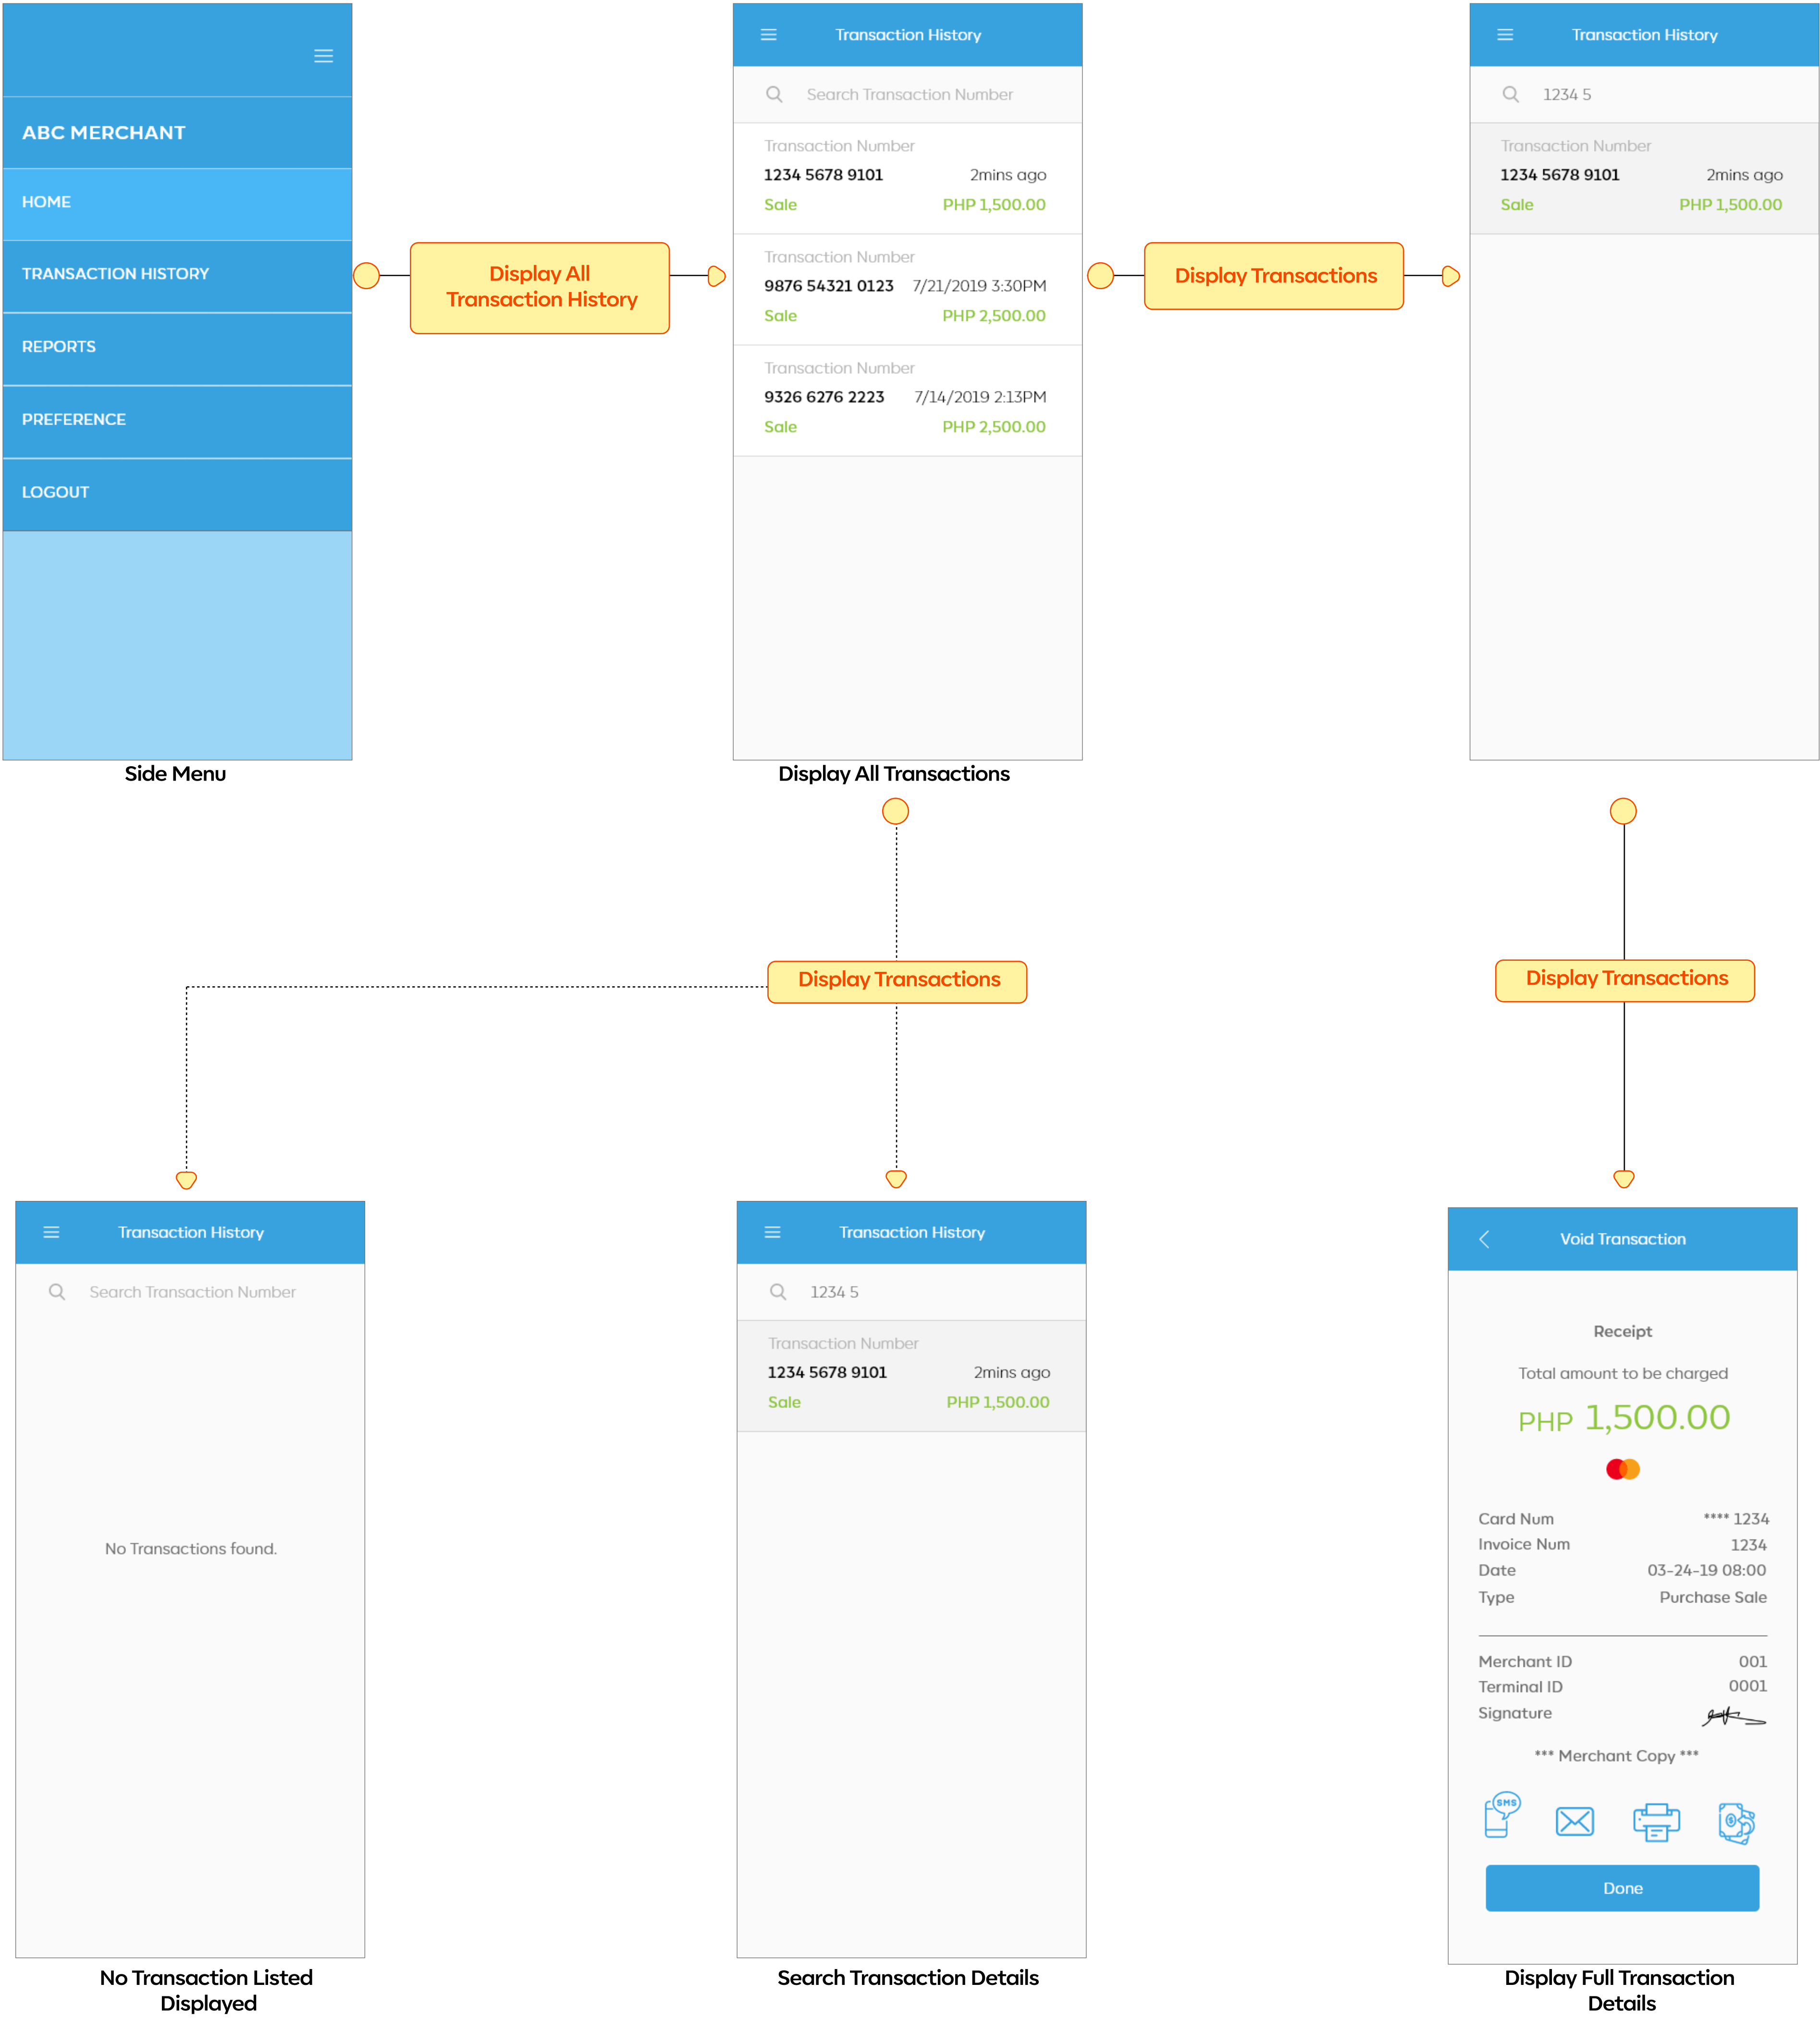 ABC MERCHANT
HOME
TRANSACTION HISTORY
REPORTS
PREFERENCE
LOGOUT
Side Menu
Display All
Transaction History
Transaction History
Search Transaction Number
Transaction Number
1234 5678 9101 2mins ago
Sale PHP 1,500.00
Transaction Number
9876 54321 0123 7/21/2019 3:30PM
Sale PHP 2,500.00
Transaction Number
9326 6276 2223 7/14/2019 2:13PM
Sale PHP 2,500.00
Display All Transactions
Display Transactions
Transaction History
1234 5
Transaction Number
1234 5678 9101 2mins ago
Sale PHP 1,500.00
Display Transactions
Display Transactions
Transaction History
Search Transaction Number
No Transactions found.
No Transaction Listed
Displayed
Transaction History
1234 5
Transaction Number
1234 5678 9101 2mins ago
Sale PHP 1,500.00
Search Transaction Details
Void Transaction
Receipt
Total amount to be charged
PHP 1,500.00
Card Num **** 1234
Invoice Num 1234
Date 03-24-19 08:00
Type Purchase Sale
Merchant ID 001
Terminal ID 0001
Signature
*** Merchant Copy ***
SMS
Done
Display Full Transaction
Details